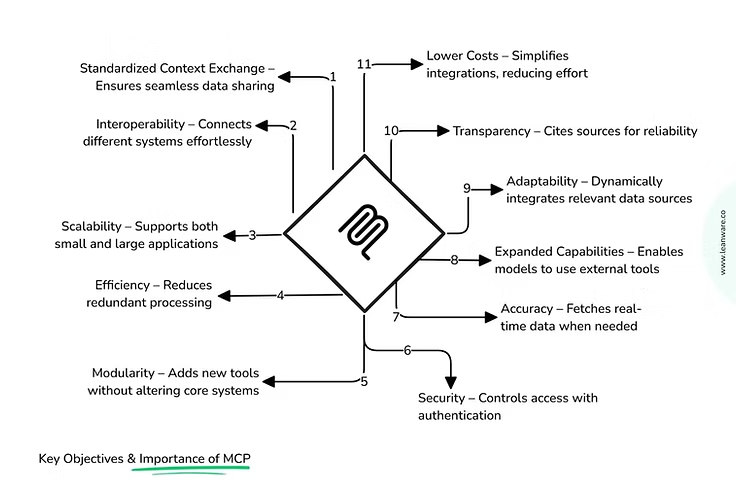 1
Standardized Context Exchange –
Ensures seamless data sharing
2
Interoperability – Connects
different systems effortlessly
3
Scalability – Supports both
small and large applications
4
Efficiency – Reduces
redundant processing
5
Modularity – Adds new tools
without altering core systems
6
Security – Controls access with
authentication
7
Accuracy – Fetches real-
time data when needed
8
Expanded Capabilities – Enables
models to use external tools
9
Adaptability – Dynamically
integrates relevant data sources
10
Transparency – Cites sources for reliability
11
Lower Costs – Simplifies
integrations, reducing effort
Key Objectives & Importance of MCP
www.leanware.co